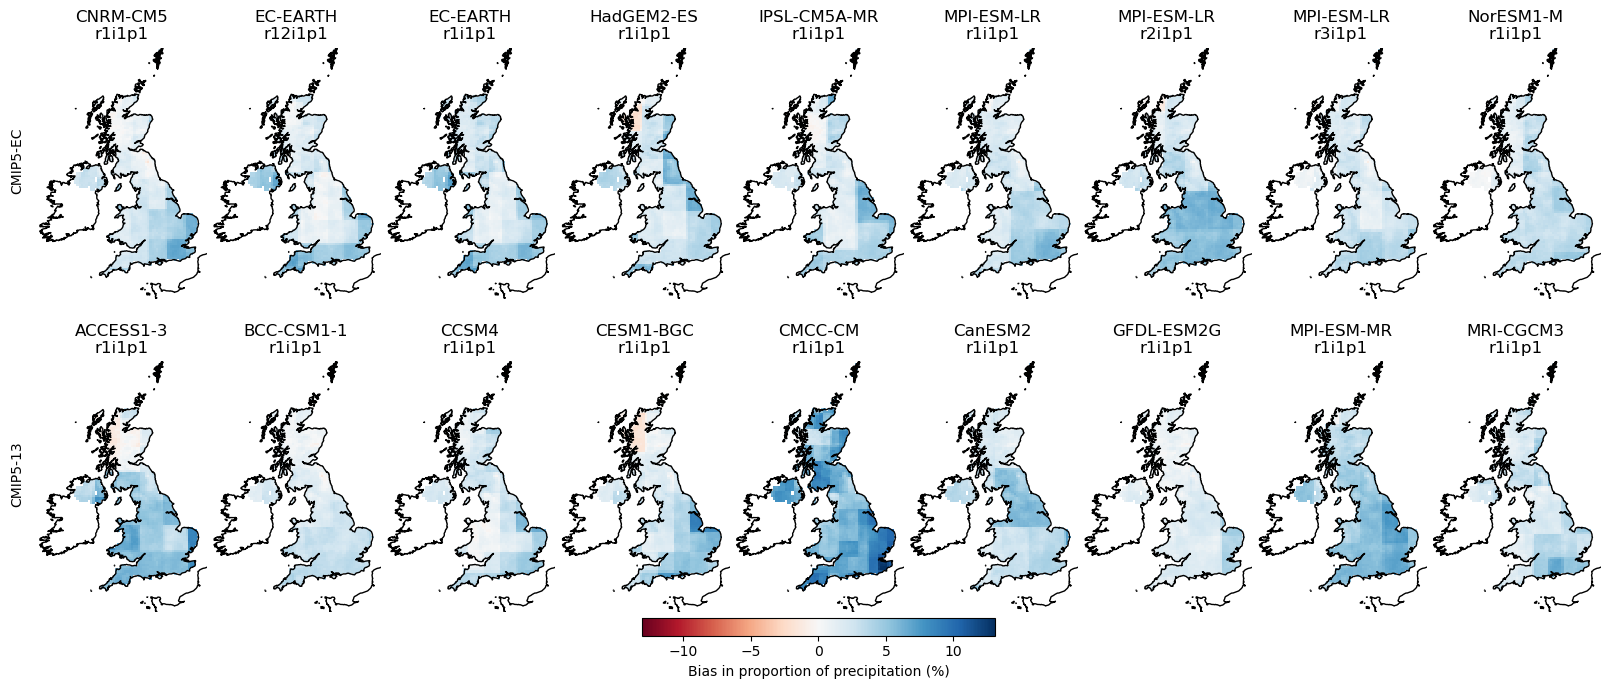 CNRM-CM5
r1i1p1
EC-EARTH
r12i1p1
EC-EARTH
r1i1p1
HadGEM2-ES
r1i1p1
IPSL-CM5A-MR
r1i1p1
MPI-ESM-LR
r1i1p1
MPI-ESM-LR
r2i1p1
MPI-ESM-LR
r3i1p1
NorESM1-M
r1i1p1
CMIP5-EC
ACCESS1-3
r1i1p1
BCC-CSM1-1
r1i1p1
CCSM4
r1i1p1
CESM1-BGC
r1i1p1
CMCC-CM
r1i1p1
CanESM2
r1i1p1
GFDL-ESM2G
r1i1p1
MPI-ESM-MR
r1i1p1
MRI-CGCM3
r1i1p1
CMIP5-13
−10 −5 0 5 10
Bias in proportion of precipitation (%)